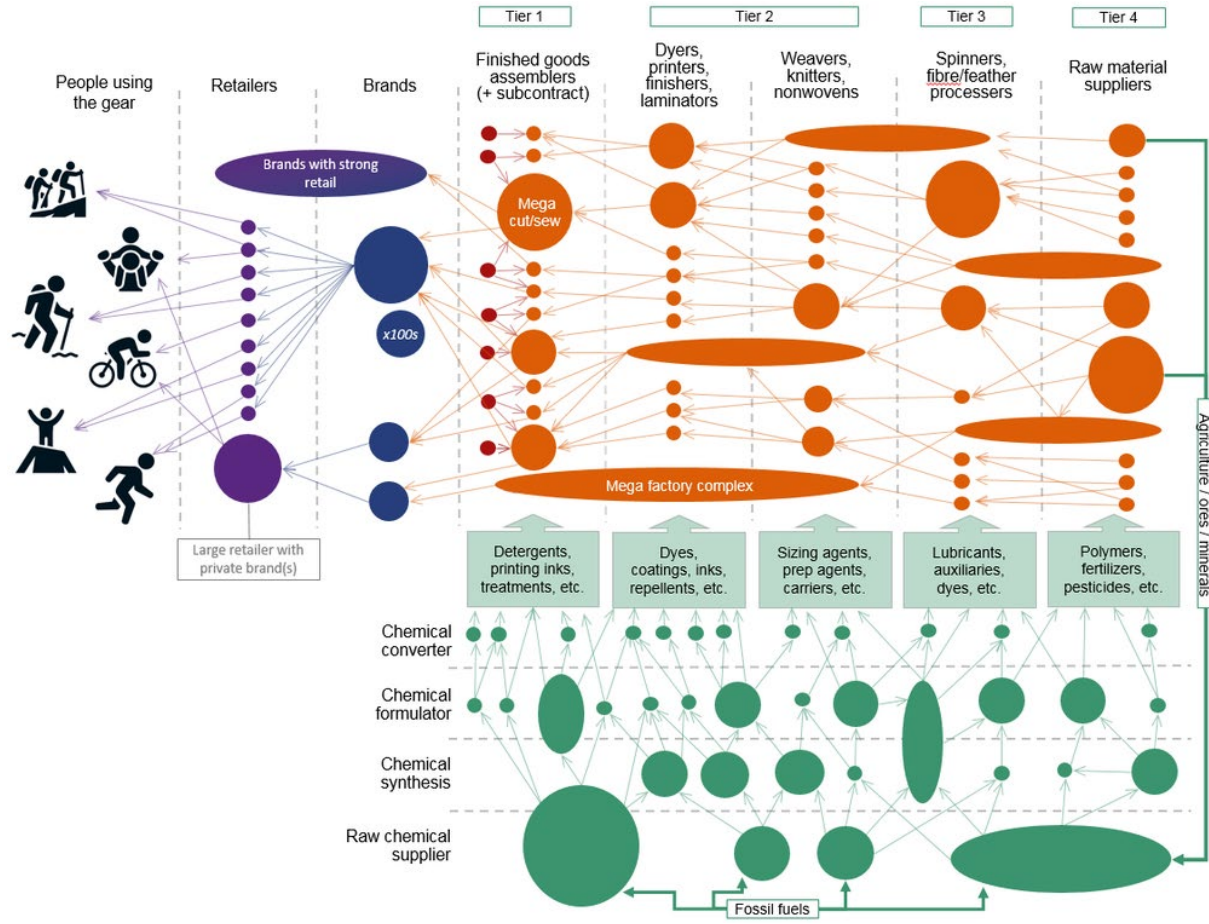 Tier 1
Tier 2
Tier 3
Tier 4
People using
the gear
Retailers
Brands
Finished goods
assemblers
(+ subcontract)
Dyers,
printers,
finishers,
laminators
Weavers,
knitters,
nonwovens
Spinners,
fibre/feather
processers
Raw material
suppliers
Brands with strong
retail
Mega
cut/sew
x100s
Mega factory complex
Large retailer with
private brand(s)
Detergents,
printing inks,
treatments, etc.
Dyes,
coatings, inks,
repellents, etc.
Sizing agents,
prep agents,
carriers, etc.
Lubricants,
auxiliaries,
dyes, etc.
Polymers,
fertilizers,
pesticides, etc.
Agriculture / ores / minerals
Chemical
converter
Chemical
formulator
Chemical
synthesis
Raw chemical
supplier
Fossil fuels